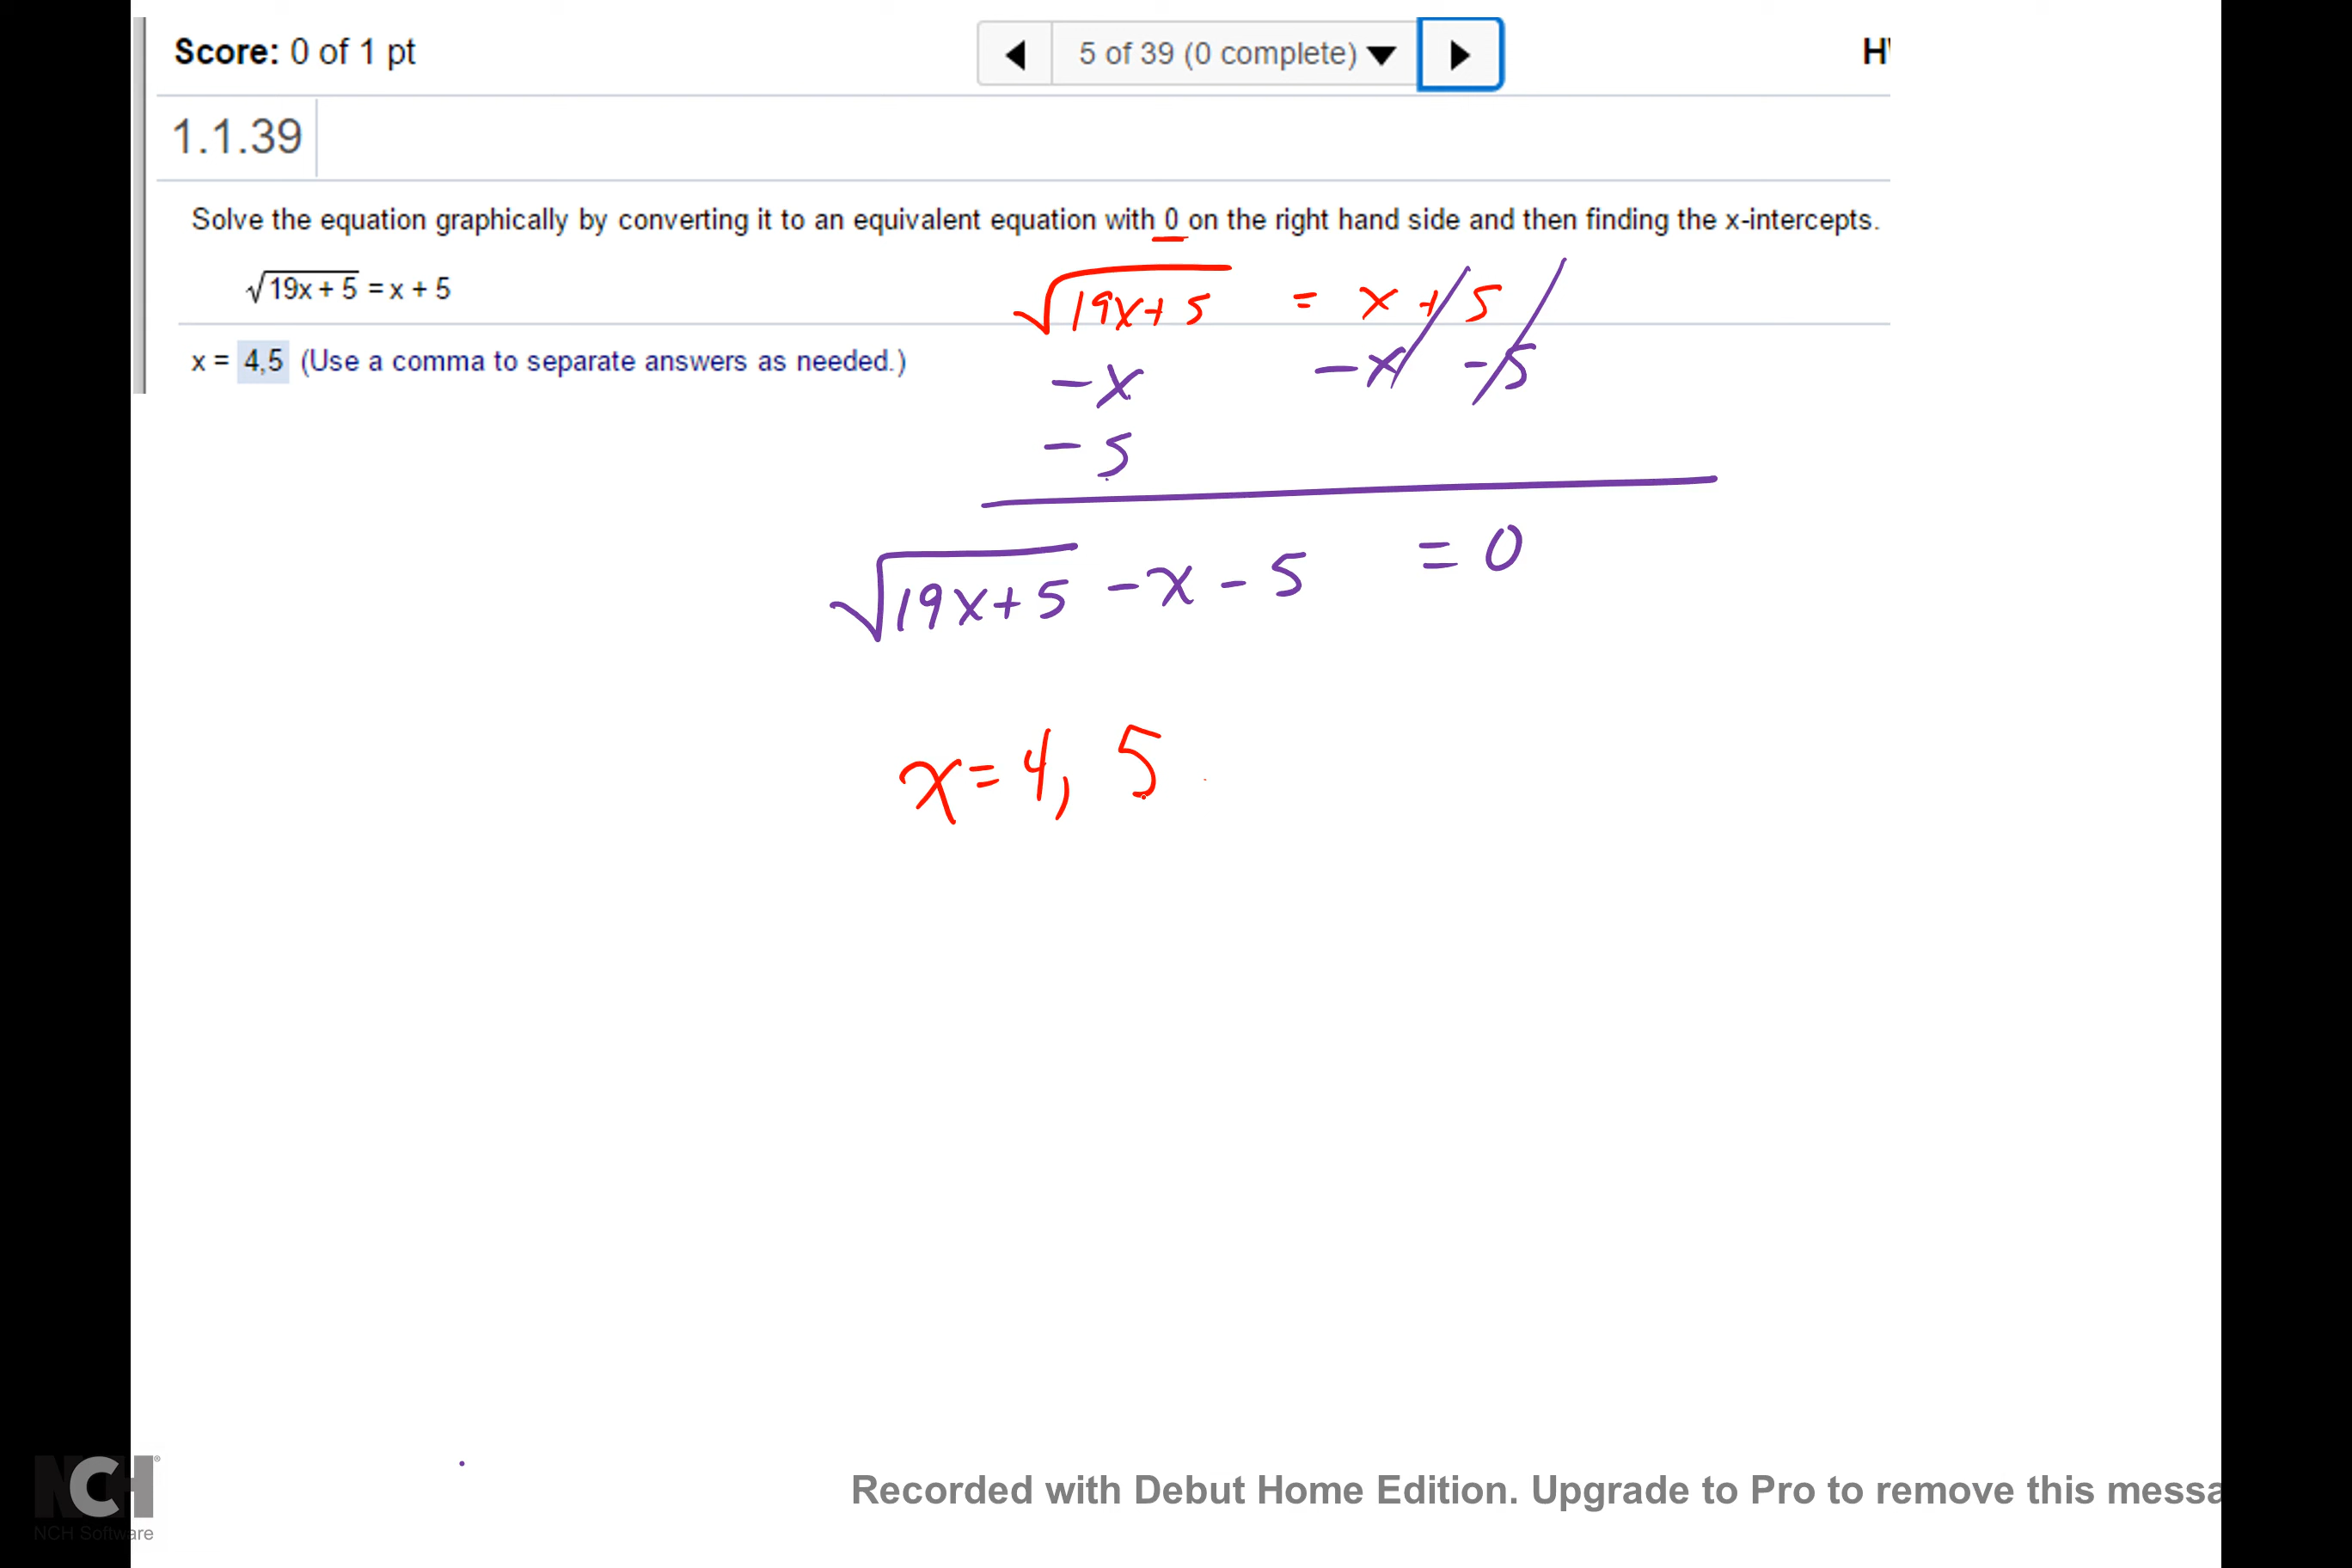 Score: 0 of 1 pt
5 of 39 (0 complete)
1.1.39
Solve the equation graphically by converting it to an equivalent equation with 0 on the right hand side and then finding the x-intercepts.
√19x + 5 = x + 5
√19x + 5 = x + 5
x = 4,5 (Use a comma to separate answers as needed.)
-x -x -5
-5
√19x + 5 - x - 5 = 0
x = 4, 5
NCH®
NCH Software
Recorded with Debut Home Edition. Upgrade to Pro to remove this messa